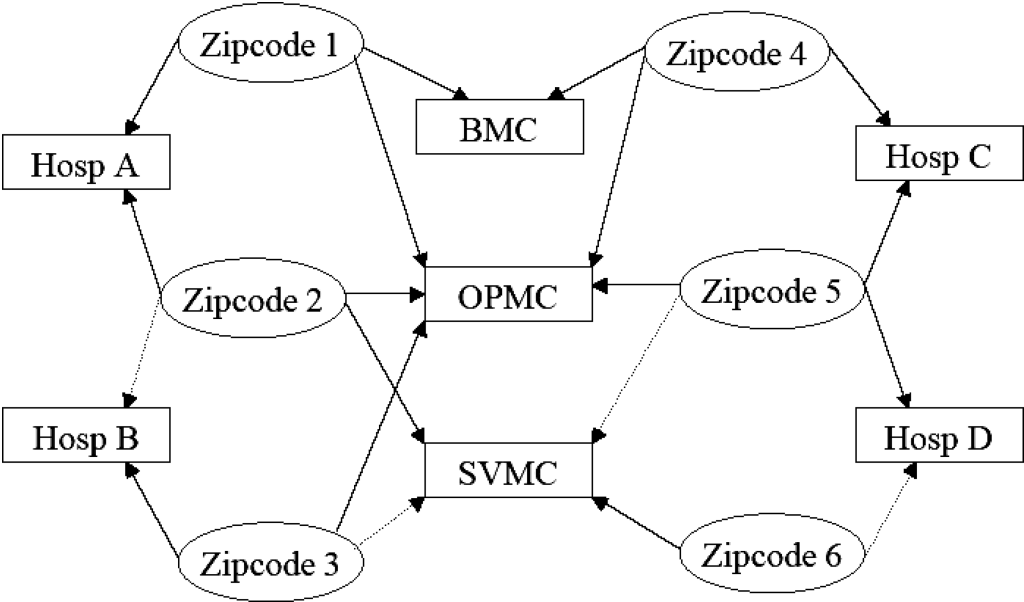 Zipcode 1
Zipcode 4
BMC
Hosp A
Hosp C
Zipcode 2
OPMC
Zipcode 5
Hosp B
SVMC
Hosp D
Zipcode 3
Zipcode 6